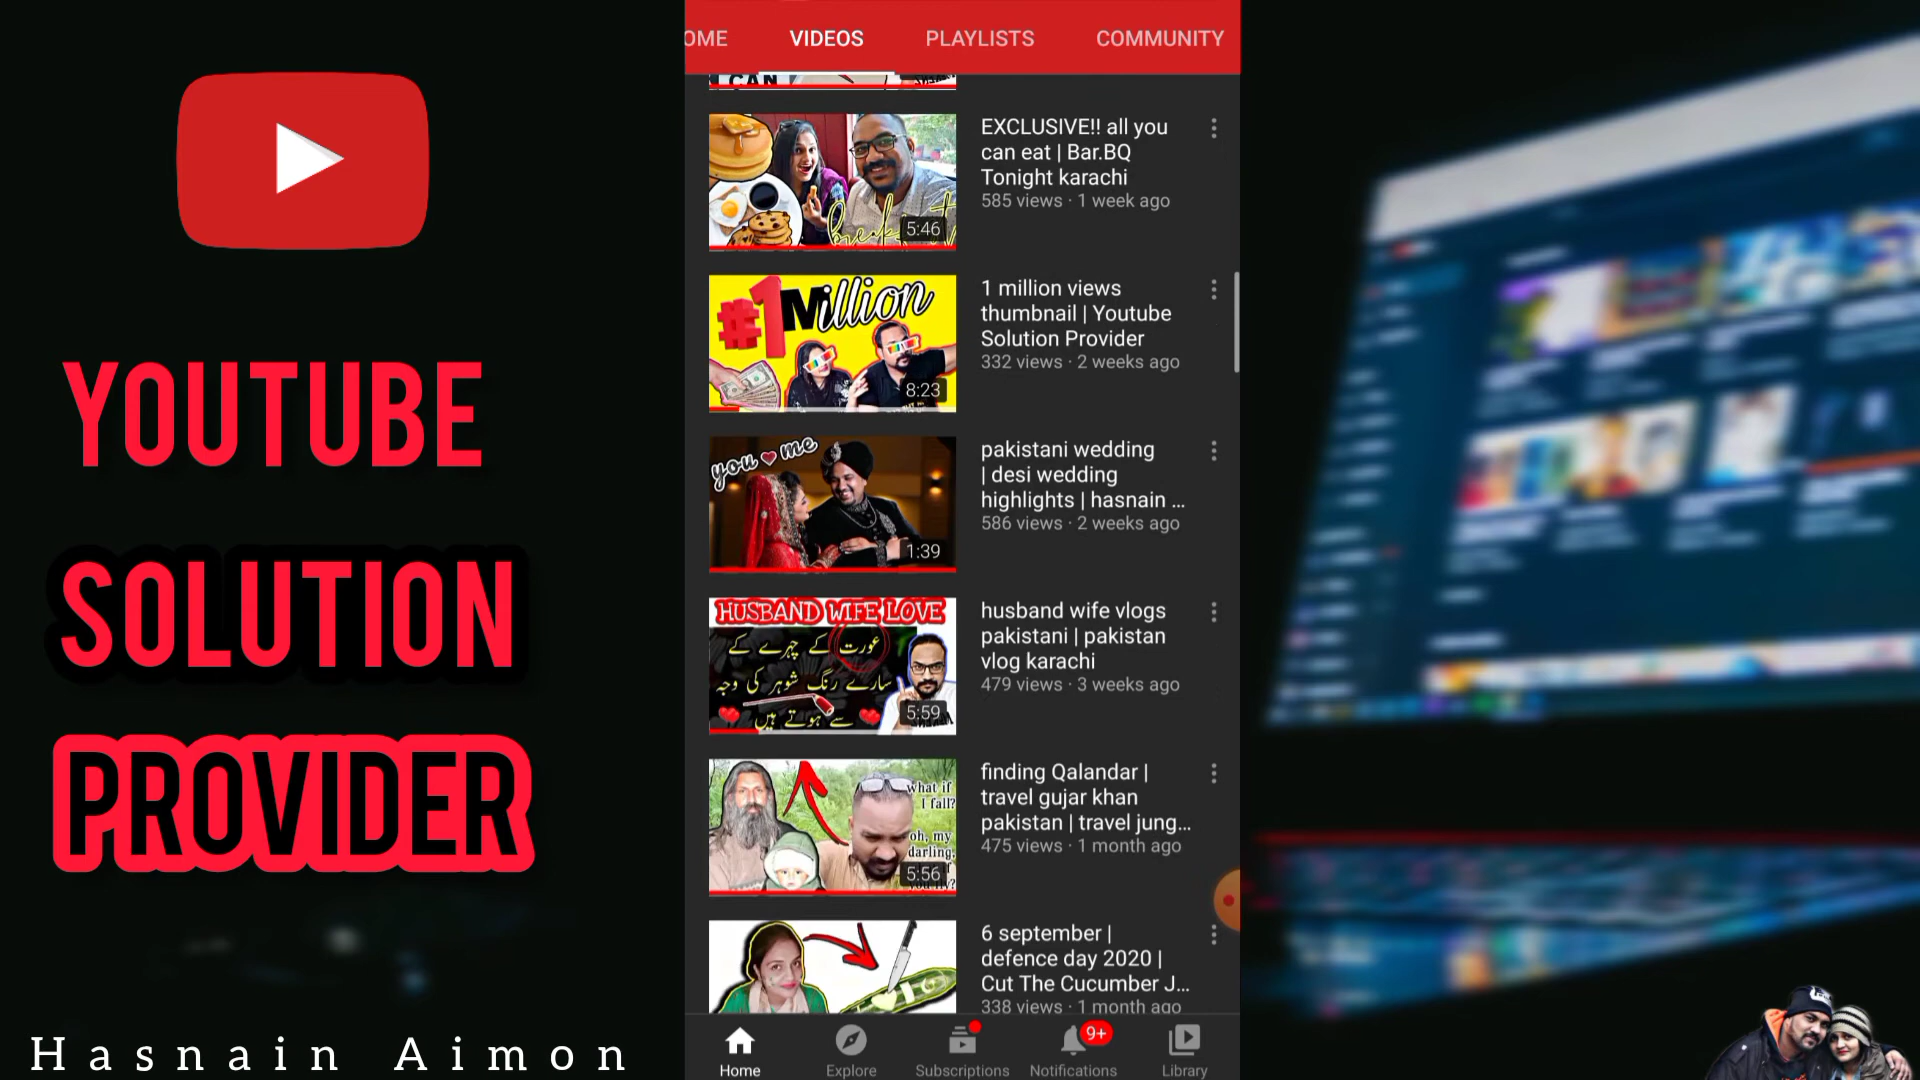 YOUTUBE
SOLUTION
PROVIDER
Hasnain Aimon
OME VIDEOS PLAYLISTS COMMUNITY
CAN
EXCLUSIVE!! all you
can eat | Bar.BQ
Tonight karachi
585 views · 1 week ago
breakfast
5:46
#1Million
8:23
1 million views
thumbnail | Youtube
Solution Provider
332 views · 2 weeks ago
you me
1:39
pakistani wedding
| desi wedding
highlights | hasnain ...
586 views · 2 weeks ago
HUSBAND WIFE LOVE
عورت کے چہرے کے
سارے رنگ شوہر کی وجہ
سے ہوتے ہیں
5:59
husband wife vlogs
pakistani | pakistan
vlog karachi
479 views · 3 weeks ago
what if
I fall?
oh, my
darling,
5:56
finding Qalandar |
travel gujar khan
pakistan | travel jung...
475 views · 1 month ago
6 september |
defence day 2020 |
Cut The Cucumber J...
338 views · 1 month ago
9+
Home Explore Subscriptions Notifications Library